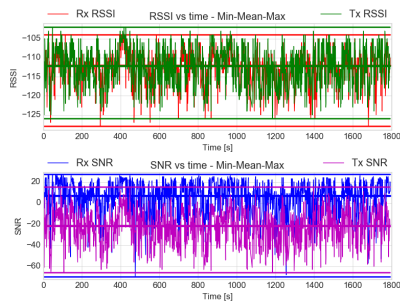 Rx RSSI
RSSI vs time - Min-Mean-Max
Tx RSSI
−105
−110
−115
−120
−125
RSSI
0 200 400 600 800 1000 1200 1400 1600 1800
Time [s]
Rx SNR
SNR vs time - Min-Mean-Max
Tx SNR
20
0
−20
−40
−60
SNR
0 200 400 600 800 1000 1200 1400 1600 1800
Time [s]